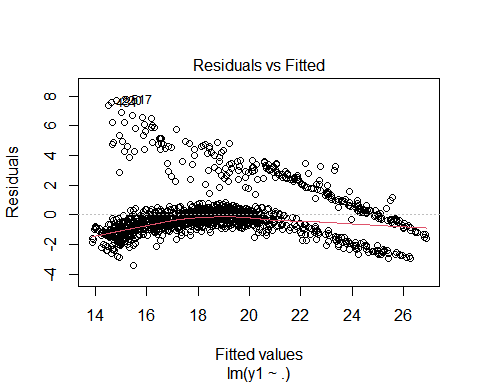 Residuals vs Fitted
Residuals
8
6
4
2
0
-2
-4
14 16 18 20 22 24 26
Fitted values
lm(y1 ~ .)